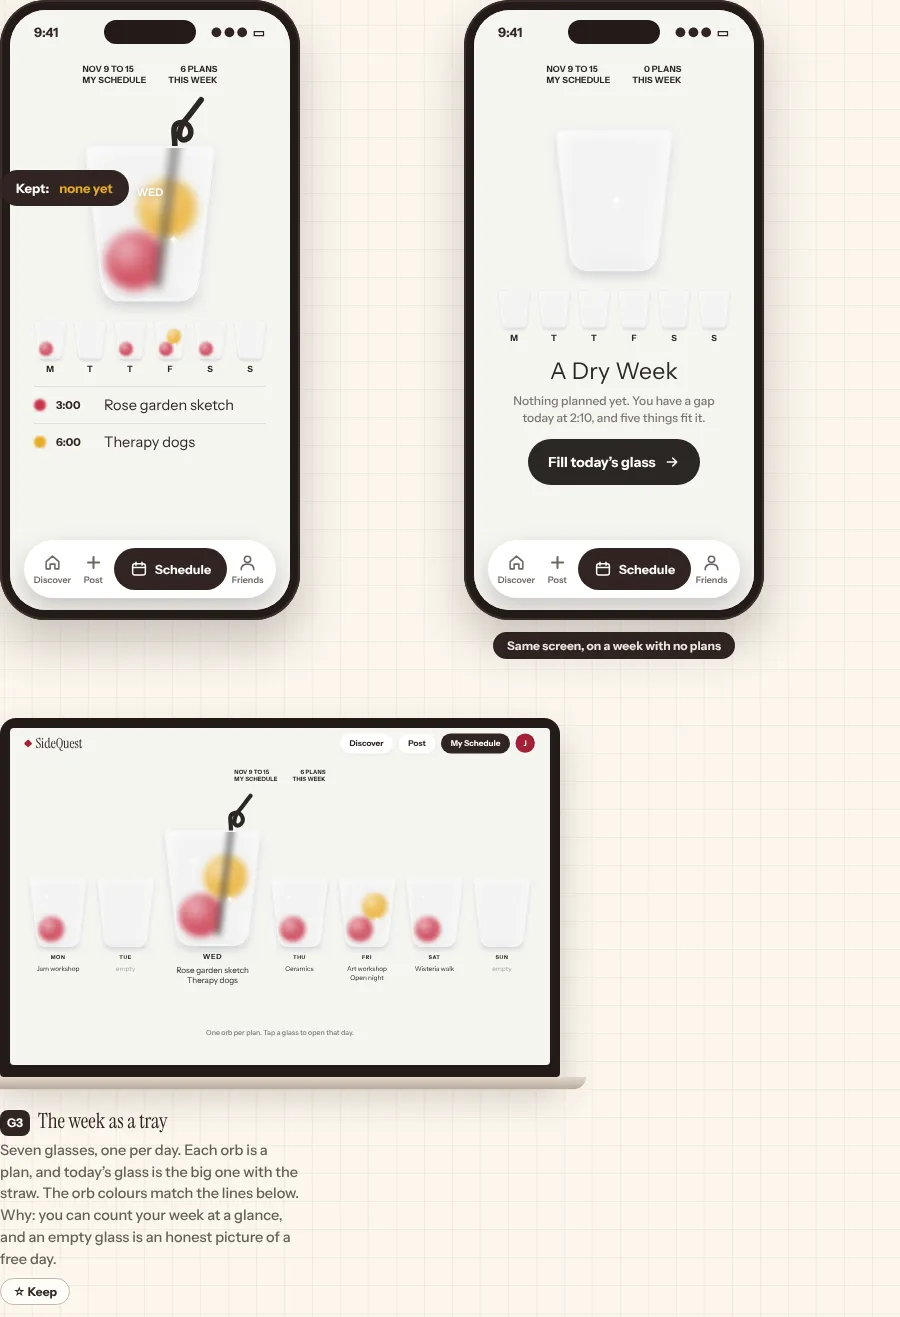 9:41
NOV 9 TO 15
MY SCHEDULE
6 PLANS
THIS WEEK
Kept: none yet
WED
M T T F S S
3:00 Rose garden sketch
6:00 Therapy dogs
Discover Post Schedule Friends
9:41
NOV 9 TO 15
MY SCHEDULE
0 PLANS
THIS WEEK
M T T F S S
A Dry Week
Nothing planned yet. You have a gap
today at 2:10, and five things fit it.
Fill today's glass →
Discover Post Schedule Friends
Same screen, on a week with no plans
SideQuest
Discover Post My Schedule J
NOV 9 TO 15
MY SCHEDULE
6 PLANS
THIS WEEK
MON
Jam workshop
TUE
empty
WED
Rose garden sketch
Therapy dogs
THU
Ceramics
FRI
Art workshop
Open night
SAT
Wisteria walk
SUN
empty
One orb per plan. Tap a glass to open that day.
G3 The week as a tray
Seven glasses, one per day. Each orb is a
plan, and today's glass is the big one with the
straw. The orb colours match the lines below.
Why: you can count your week at a glance,
and an empty glass is an honest picture of a
free day.
☆ Keep